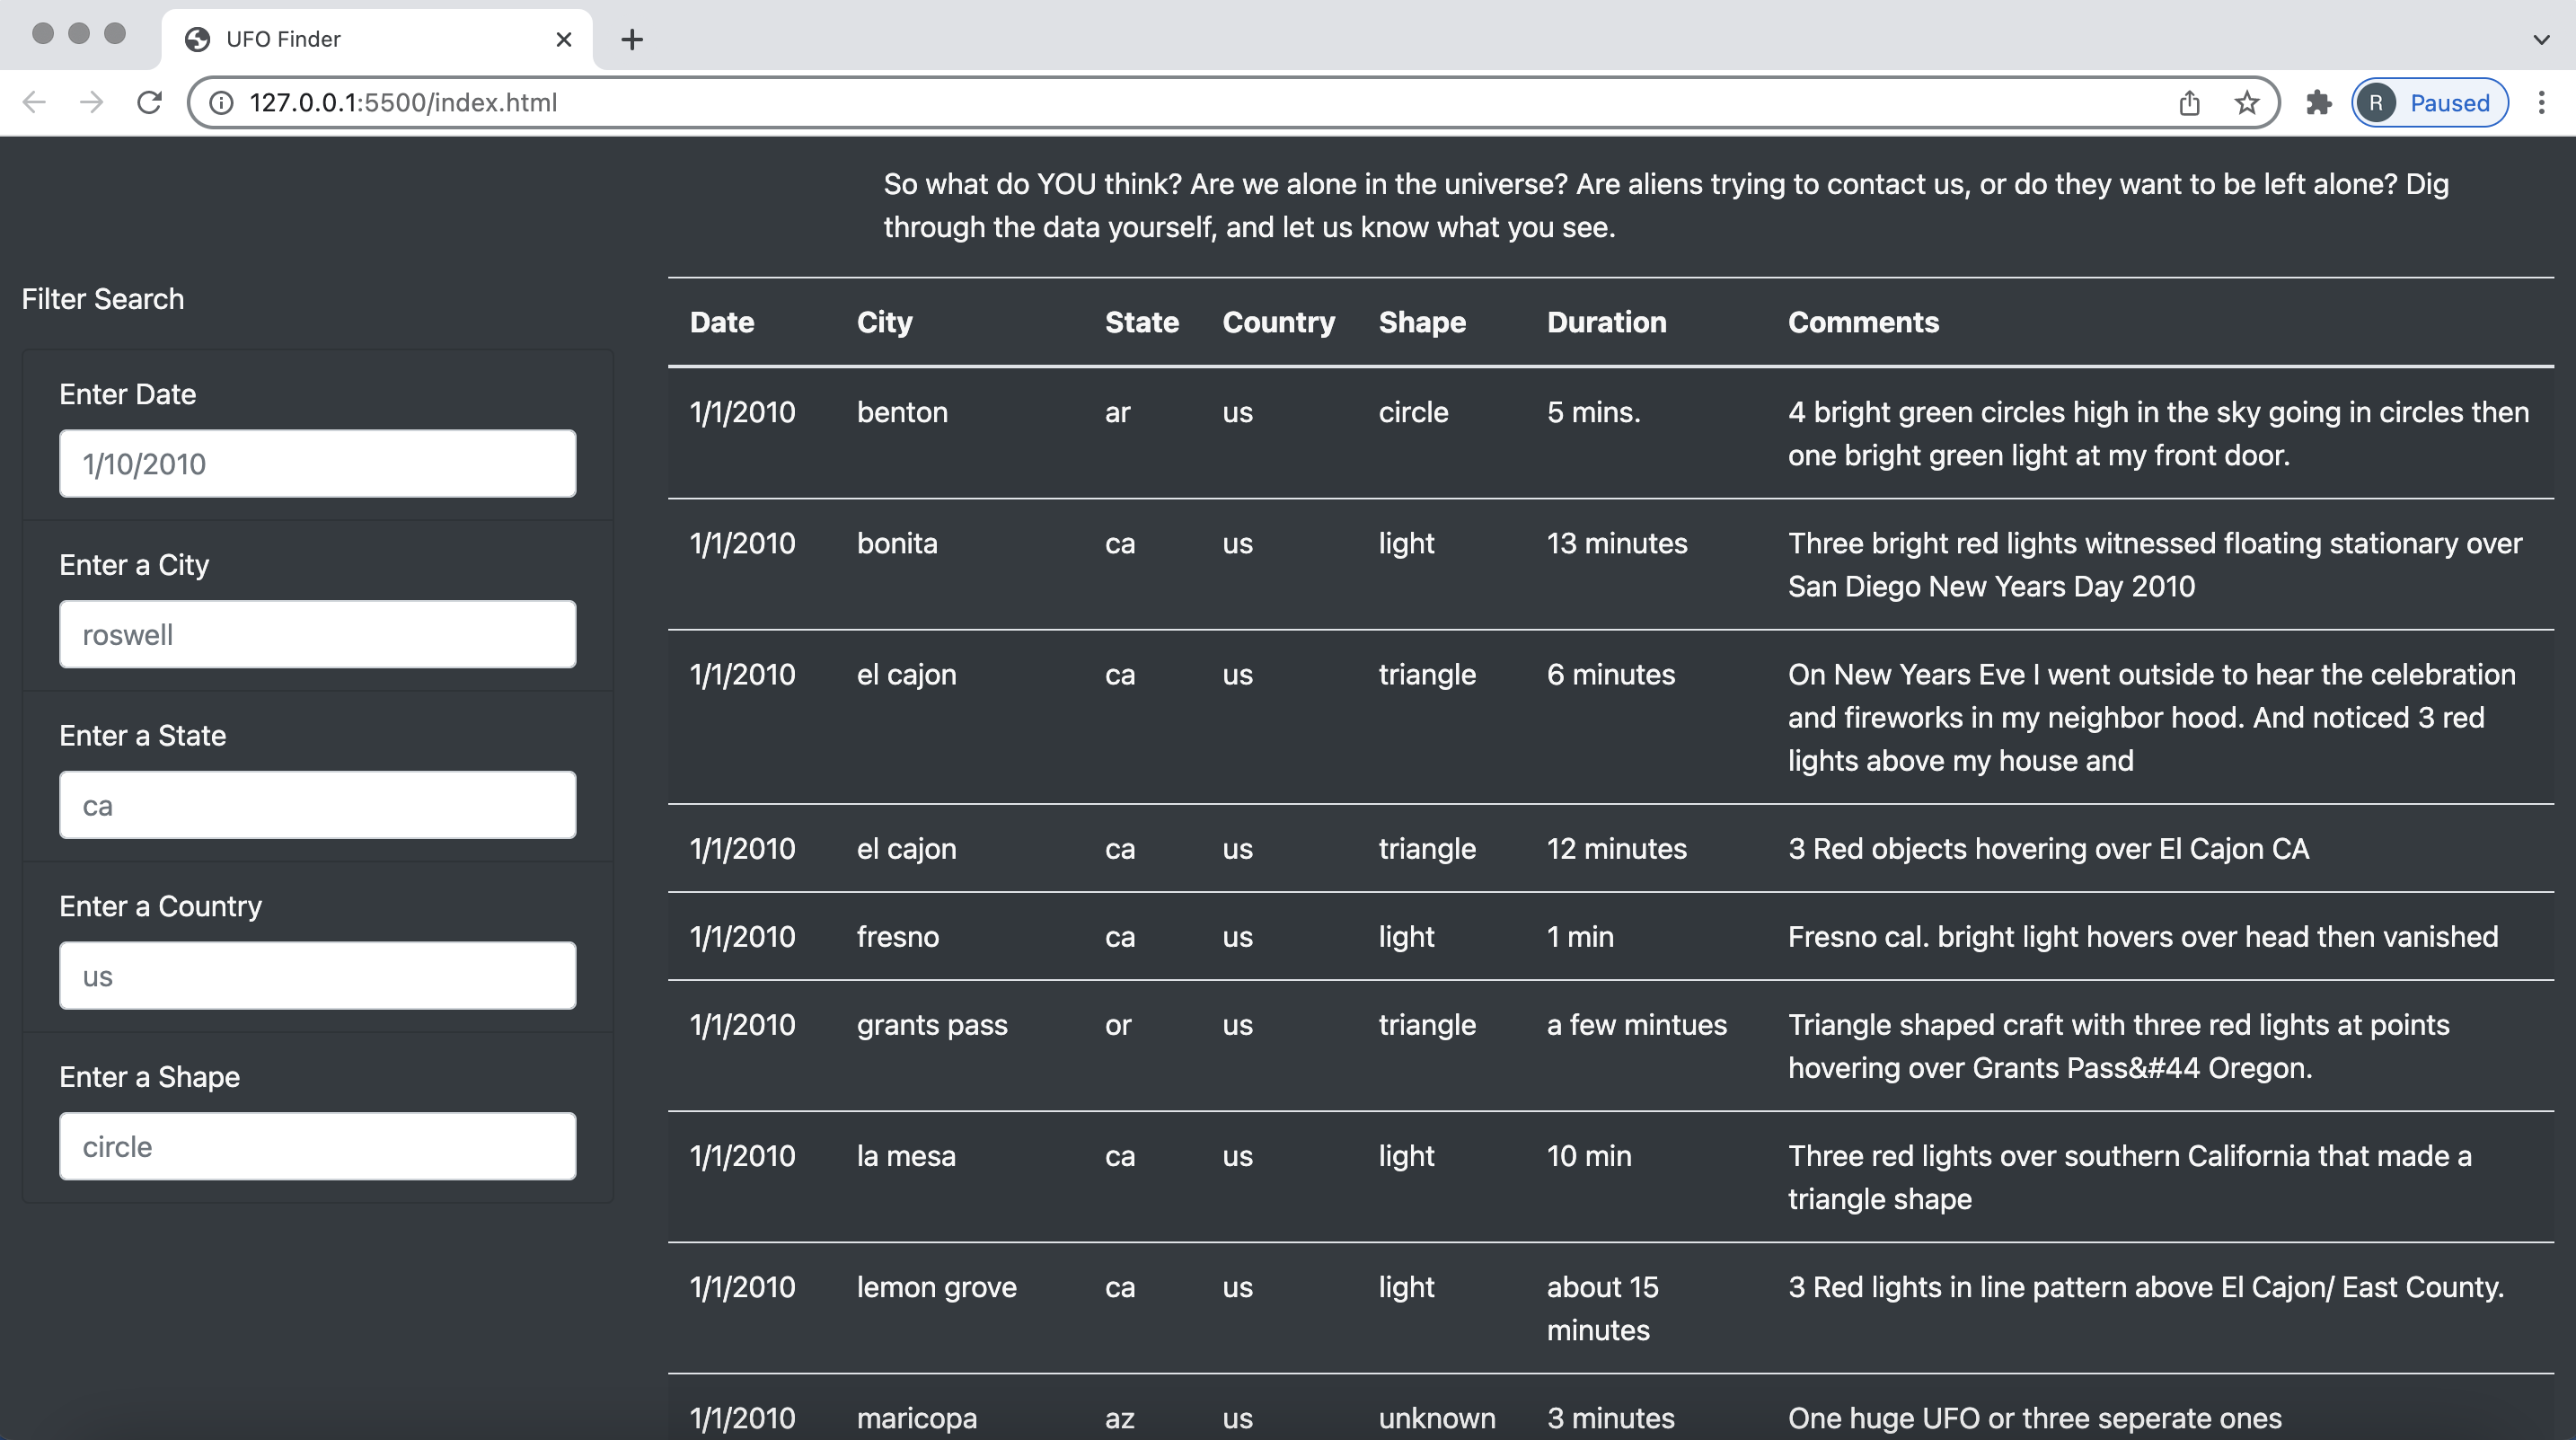 UFO Finder
127.0.0.1:5500/index.html
R Paused
So what do YOU think? Are we alone in the universe? Are aliens trying to contact us, or do they want to be left alone? Dig
through the data yourself, and let us know what you see.
Filter Search
Enter Date
1/10/2010
Enter a City
roswell
Enter a State
ca
Enter a Country
us
Enter a Shape
circle
Date City State Country Shape Duration Comments
1/1/2010 benton ar us circle 5 mins. 4 bright green circles high in the sky going in circles then
one bright green light at my front door.
1/1/2010 bonita ca us light 13 minutes Three bright red lights witnessed floating stationary over
San Diego New Years Day 2010
1/1/2010 el cajon ca us triangle 6 minutes On New Years Eve I went outside to hear the celebration
and fireworks in my neighbor hood. And noticed 3 red
lights above my house and
1/1/2010 el cajon ca us triangle 12 minutes 3 Red objects hovering over El Cajon CA
1/1/2010 fresno ca us light 1 min Fresno cal. bright light hovers over head then vanished
1/1/2010 grants pass or us triangle a few mintues Triangle shaped craft with three red lights at points
hovering over Grants Pass&#44 Oregon.
1/1/2010 la mesa ca us light 10 min Three red lights over southern California that made a
triangle shape
1/1/2010 lemon grove ca us light about 15 3 Red lights in line pattern above El Cajon/ East County.
minutes
1/1/2010 maricopa az us unknown 3 minutes One huge UFO or three seperate ones